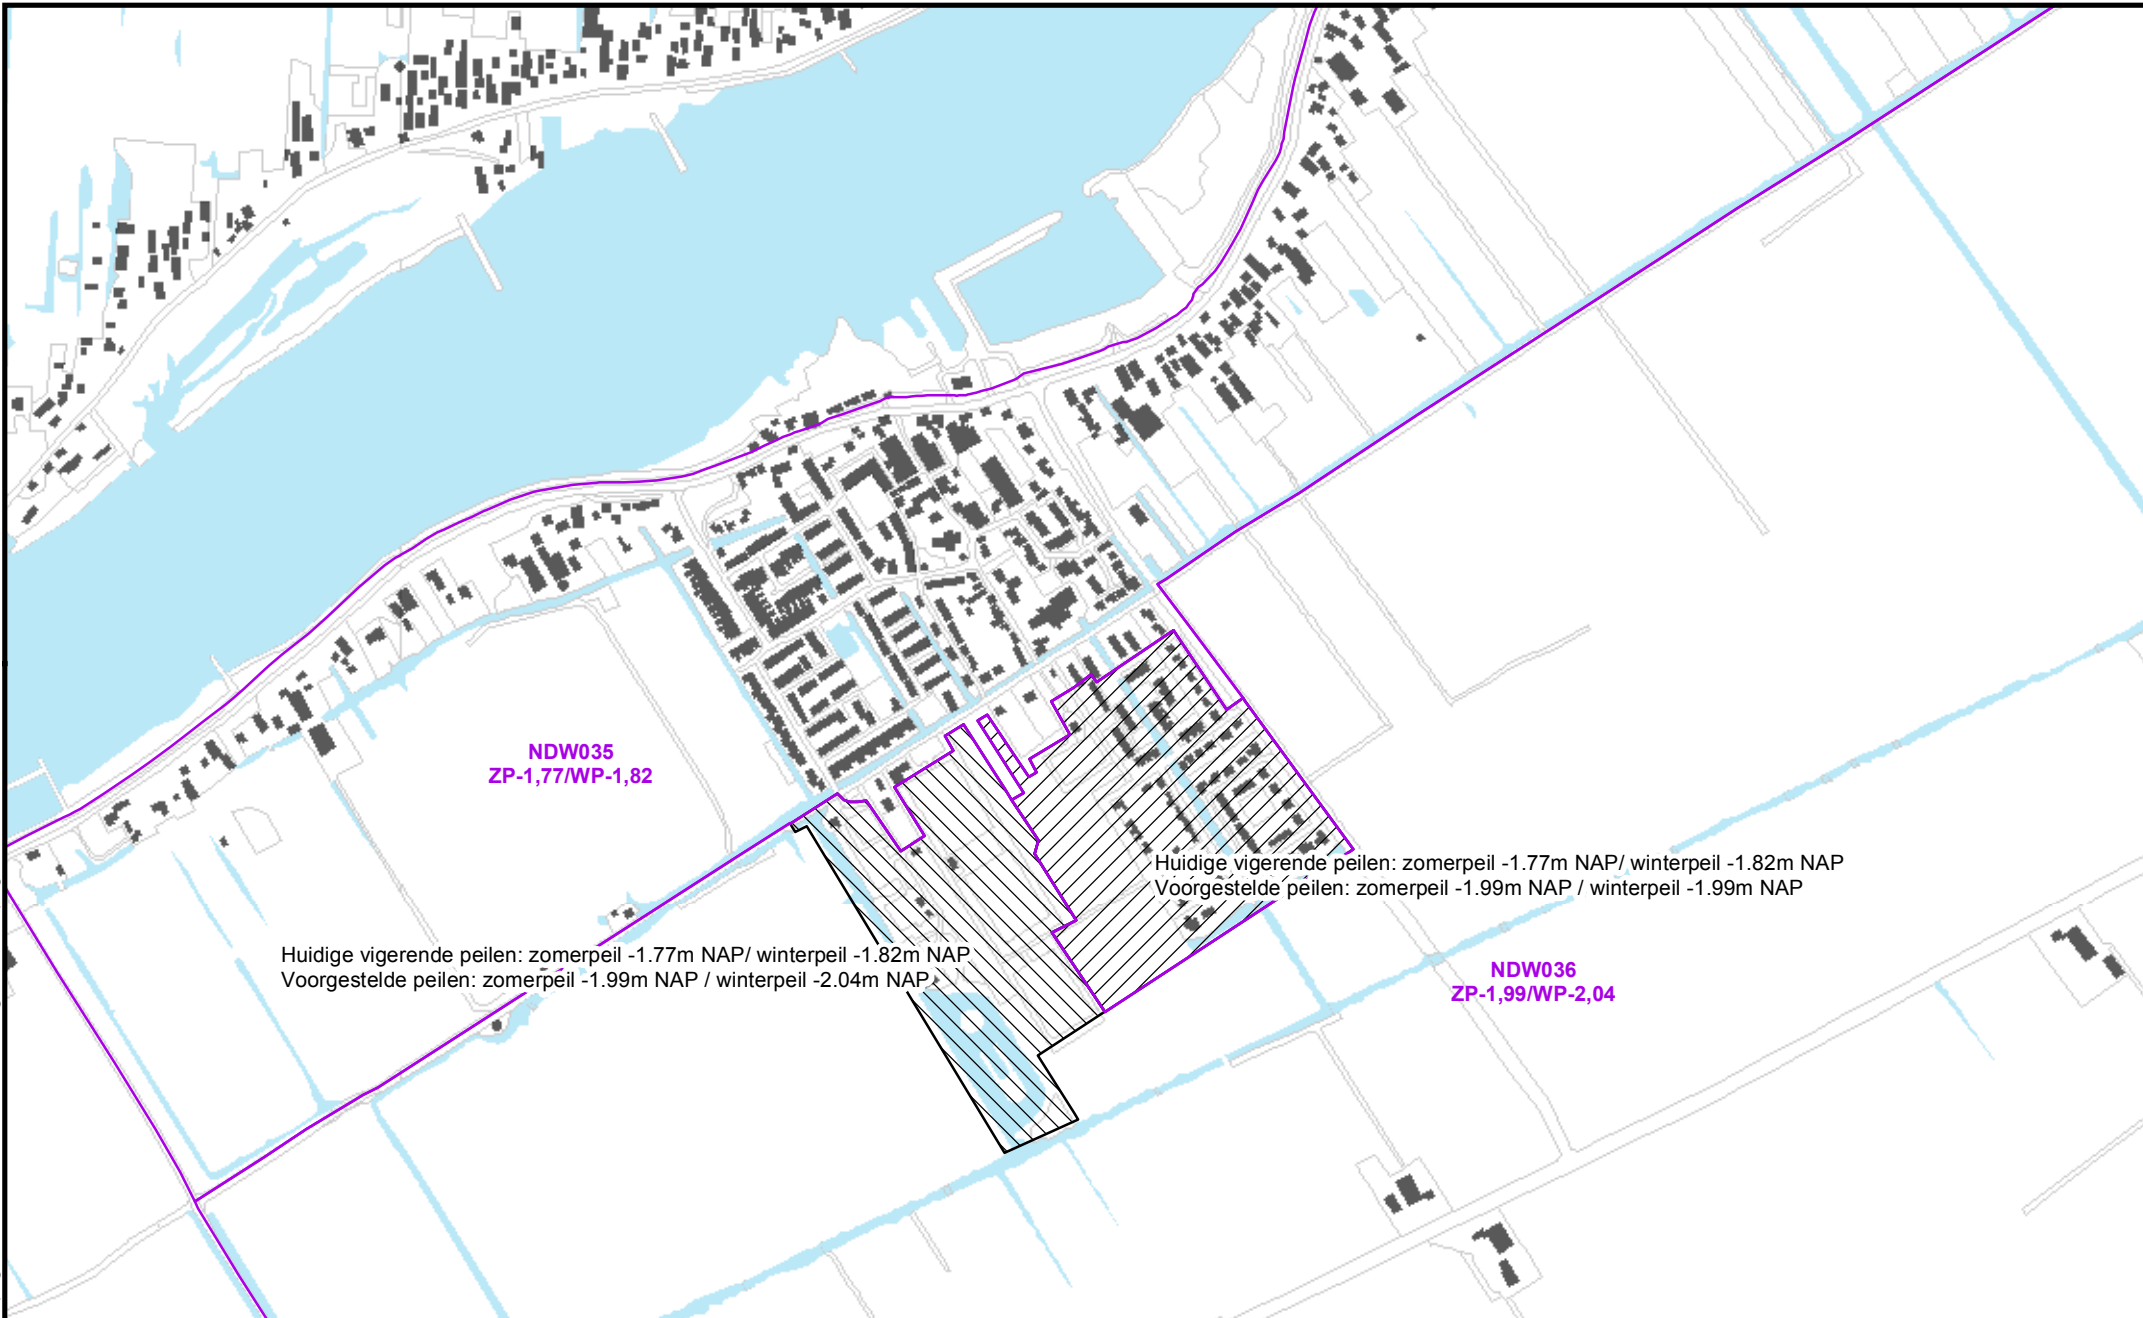 NDW035
ZP-1,77/WP-1,82
Huidige vigerende peilen: zomerpeil -1.77m NAP/ winterpeil -1.82m NAP
Voorgestelde peilen: zomerpeil -1.99m NAP / winterpeil -1.99m NAP
Huidige vigerende peilen: zomerpeil -1.77m NAP/ winterpeil -1.82m NAP
Voorgestelde peilen: zomerpeil -1.99m NAP / winterpeil -2.04m NAP
NDW036
ZP-1,99/WP-2,04